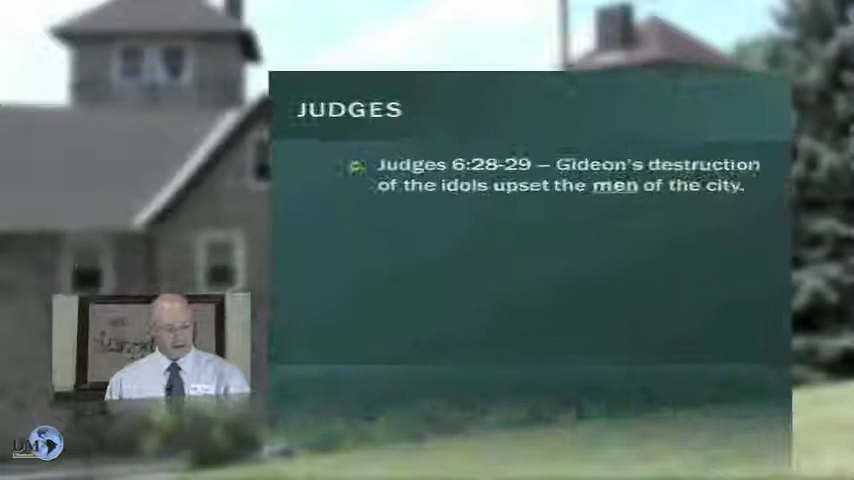 JUDGES
Judges 6:28-29 – Gideon's destruction
of the idols upset the men of the city.